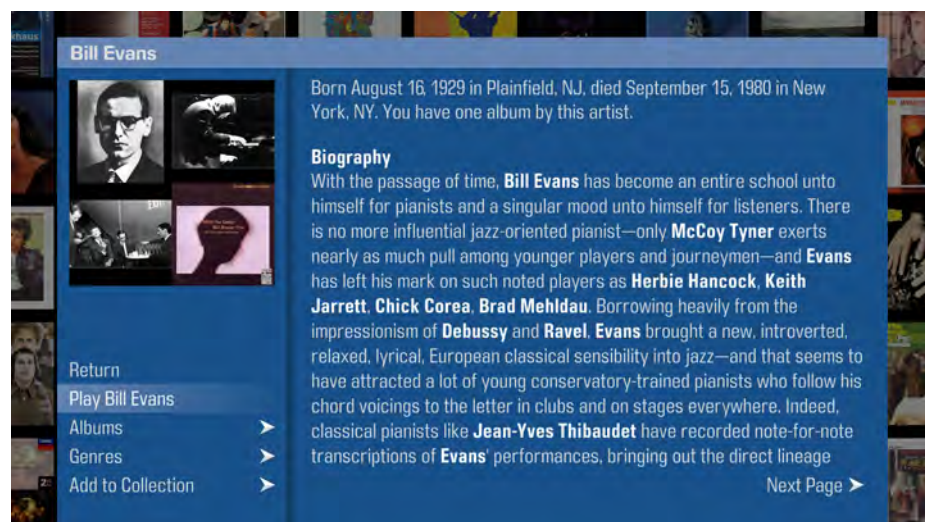 Bill Evans
Born August 16, 1929 in Plainfield, NJ, died September 15, 1980 in New
York, NY. You have one album by this artist.
Biography
With the passage of time, Bill Evans has become an entire school unto
himself for pianists and a singular mood unto himself for listeners. There
is no more influential jazz-oriented pianist—only McCoy Tyner exerts
nearly as much pull among younger players and journeymen—and Evans
has left his mark on such noted players as Herbie Hancock, Keith
Jarrett, Chick Corea, Brad Mehldau. Borrowing heavily from the
impressionism of Debussy and Ravel, Evans brought a new, introverted,
relaxed, lyrical, European classical sensibility into jazz—and that seems to
have attracted a lot of young conservatory-trained pianists who follow his
chord voicings to the letter in clubs and on stages everywhere. Indeed,
classical pianists like Jean-Yves Thibaudet have recorded note-for-note
transcriptions of Evans' performances, bringing out the direct lineage
Next Page
Return
Play Bill Evans
Albums
Genres
Add to Collection